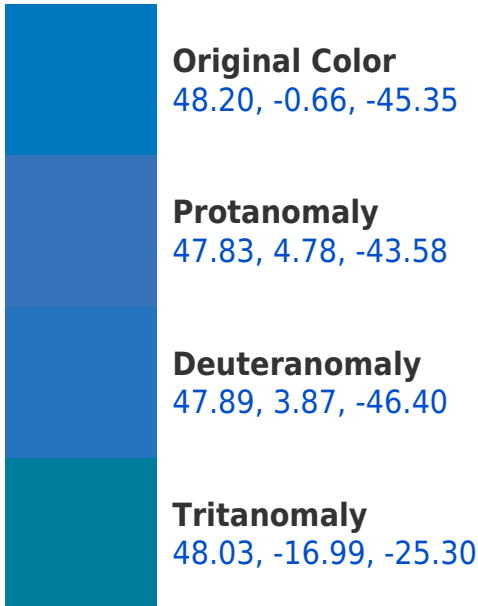 Original Color
48.20, -0.66, -45.35
Protanomaly
47.83, 4.78, -43.58
Deuteranomaly
47.89, 3.87, -46.40
Tritanomaly
48.03, -16.99, -25.30